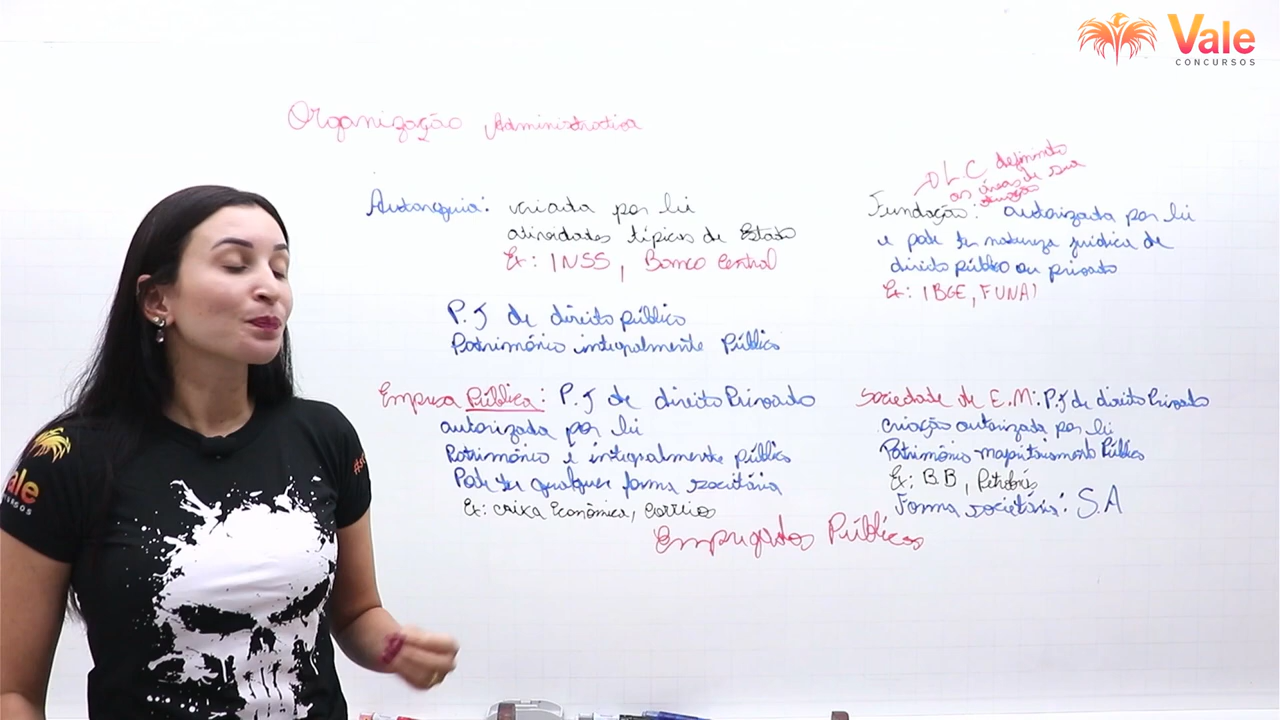 Vale
CONCURSOS
Organização Administrativa
Autarquia: criada por lei
atividades típicas de Estado
Ex: INSS, Banco Central
P.J de direito público
Patrimônio integralmente Público
L.C definindo
as áreas de sua
atuação
Fundação: autorizada por lei
e pode ter natureza jurídica de
direito público ou privado
Ex: IBGE, FUNAI
Empresa Pública: P.J de direito Privado
autorizada por lei
Patrimônio é integralmente público
Pode ter qualquer forma societária
Ex: Caixa Econômica, Correios
Sociedade de E.M: P.J de direito Privado
criação autorizada por lei
Patrimônio majoritariamente Público
Ex: B.B, Petrobrás
Forma societária: S.A
Empregados Públicos